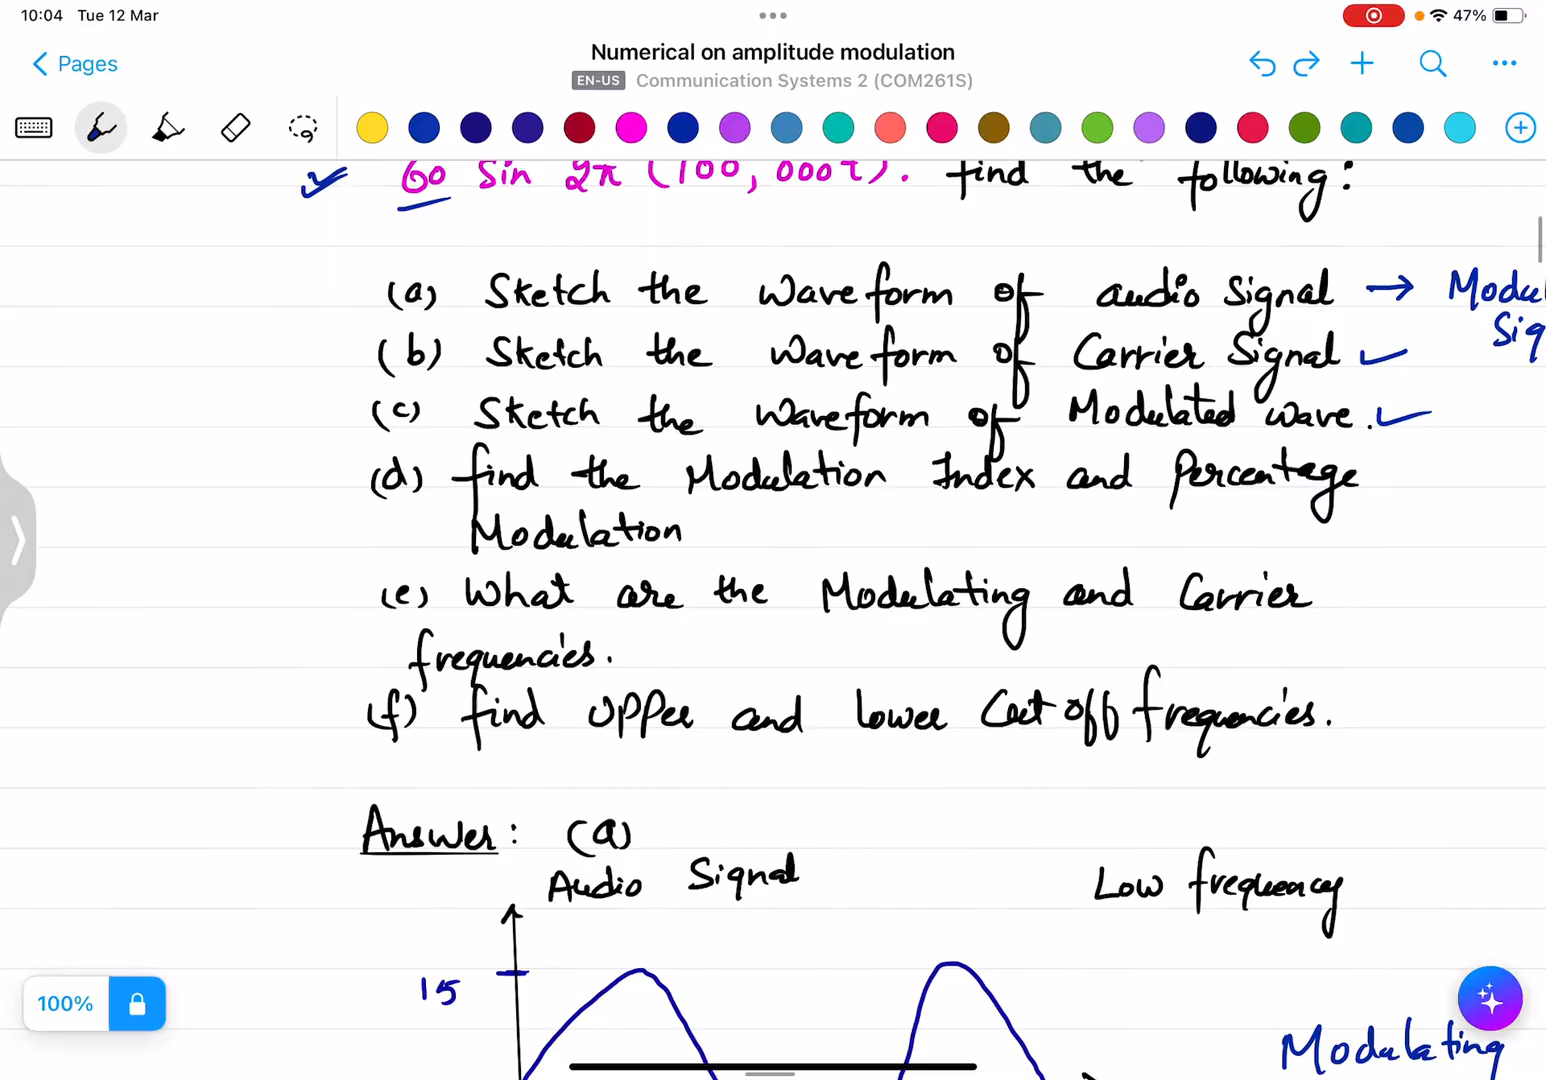 10:04 Tue 12 Mar
47%
Pages
Numerical on amplitude modulation
EN-US Communication Systems 2 (COM261S)
60 Sin 2π (100,000t). find the following:
(a) Sketch the Waveform of audio Signal → Modu
Sig
(b) Sketch the Waveform of Carrier Signal ✓
(c) Sketch the Waveform of Modulated wave. ✓
(d) find the Modulation Index and Percentage
Modulation
(e) What are the Modulating and Carrier
frequencies.
(f) find Upper and lower Cut off frequencies.
Answer: (a)
Audio Signal
Low frequency
15
100%
Modulating